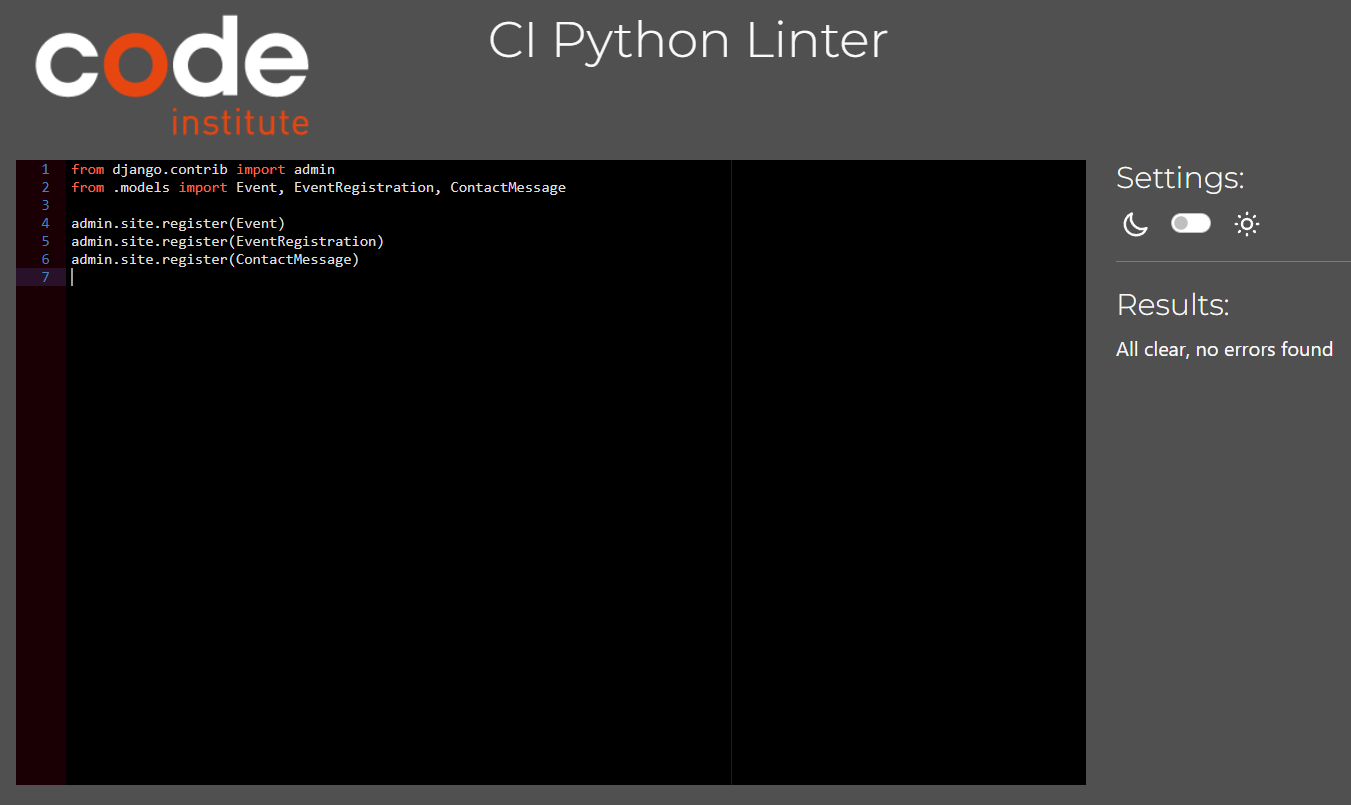 code
institute
CI Python Linter
1 from django.contrib import admin
2 from .models import Event, EventRegistration, ContactMessage
3
4 admin.site.register(Event)
5 admin.site.register(EventRegistration)
6 admin.site.register(ContactMessage)
7
Settings:
Results:
All clear, no errors found